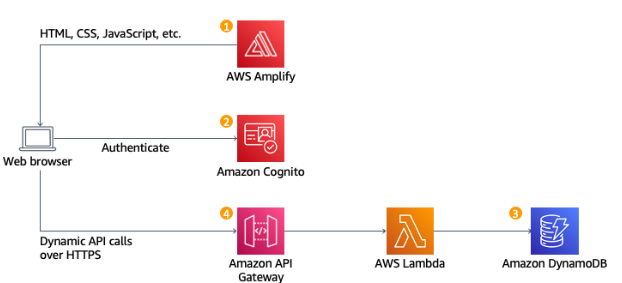 1
HTML, CSS, JavaScript, etc.
AWS Amplify
2
Web browser
Authenticate
Amazon Cognito
4
3
Dynamic API calls
over HTTPS
Amazon API
Gateway
AWS Lambda
Amazon DynamoDB